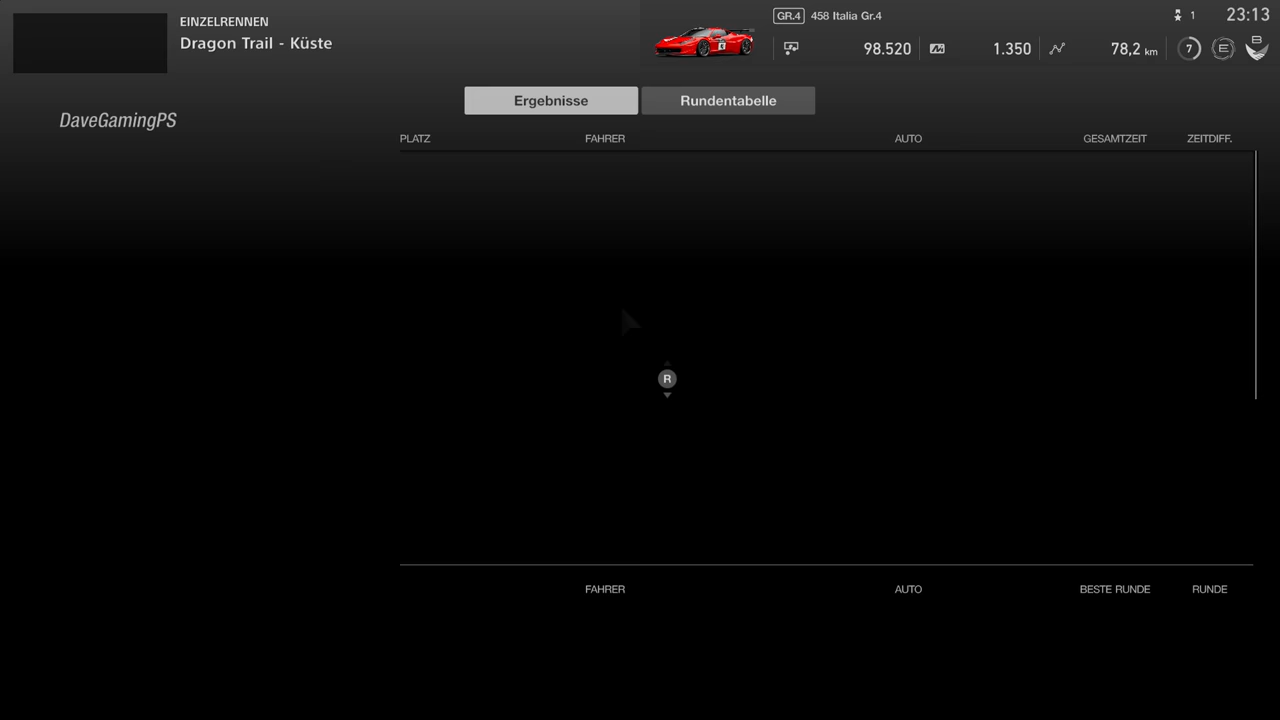 EINZELRENNEN
Dragon Trail - Küste
GR.4 458 Italia Gr.4
1 23:13
98.520 1.350 78,2 km 7 E B
Ergebnisse Rundentabelle
DaveGamingPS
PLATZ FAHRER AUTO GESAMTZEIT ZEITDIFF.
R
FAHRER AUTO BESTE RUNDE RUNDE